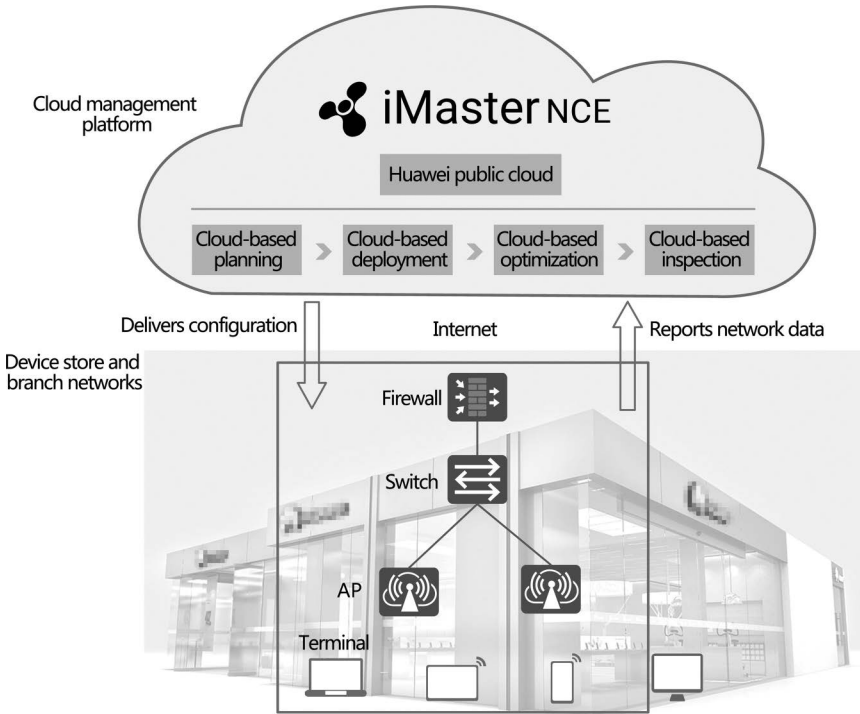 Cloud management
platform
iMaster NCE
Huawei public cloud
Cloud-based
planning
Cloud-based
deployment
Cloud-based
optimization
Cloud-based
inspection
Delivers configuration
Internet
Reports network data
Device store and
branch networks
Firewall
Switch
AP
Terminal